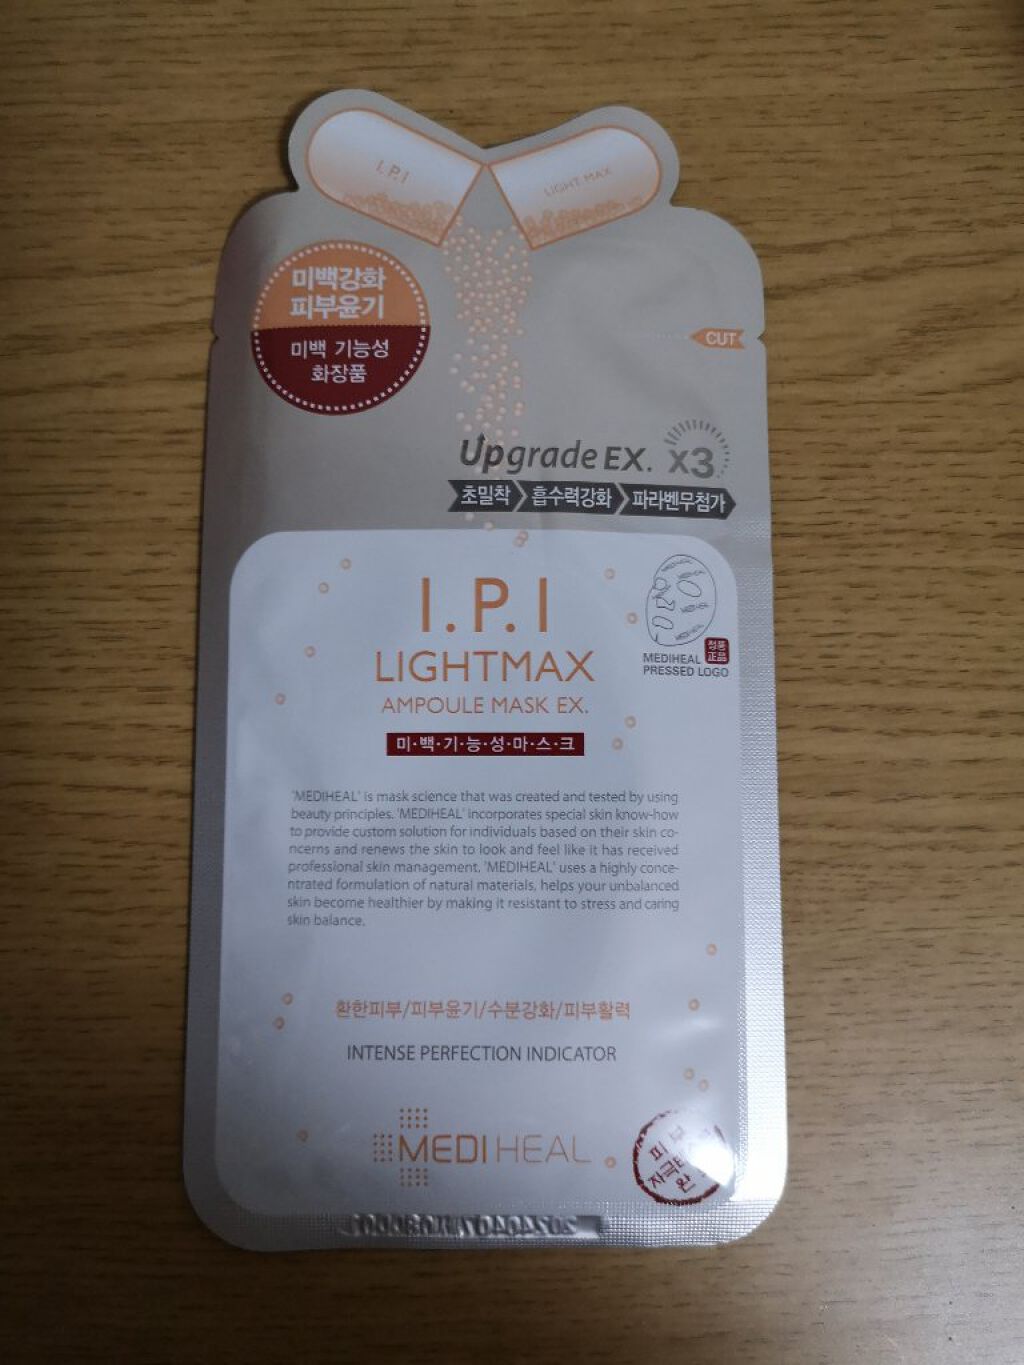 I.P.I
LIGHT MAX
미백강화
피부윤기
미백 기능성
화장품
CUT
Upgrade EX. x3
초밀착 흡수력강화 파라벤무첨가
I.P.I
LIGHTMAX
AMPOULE MASK EX.
미·백·기·능·성·마·스·크
MEDIHEAL
PRESSED LOGO
정품
正品
'MEDIHEAL' is mask science that was created and tested by using
beauty principles. 'MEDIHEAL' incorporates special skin know-how
to provide custom solution for individuals based on their skin co-
ncerns and renews the skin to look and feel like it has received
professional skin management. 'MEDIHEAL' uses a highly conce-
ntrated formulation of natural materials, helps your unbalanced
skin become healthier by making it resistant to stress and caring
skin balance.
환한피부/피부윤기/수분강화/피부활력
INTENSE PERFECTION INDICATOR
MEDIHEAL
피부